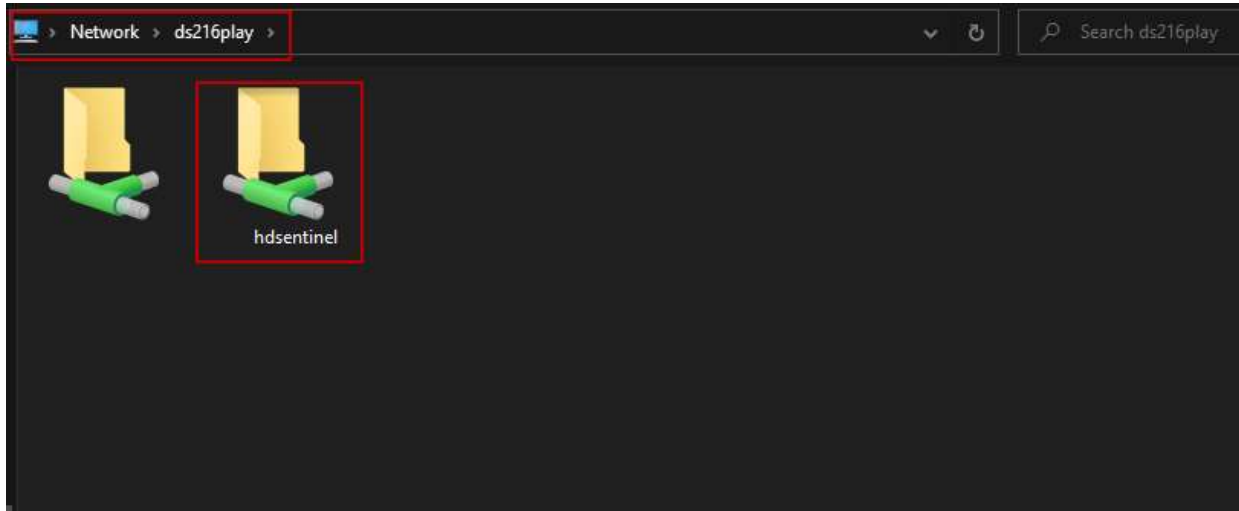 Network › ds216play ›
Search ds216play
hdsentinel